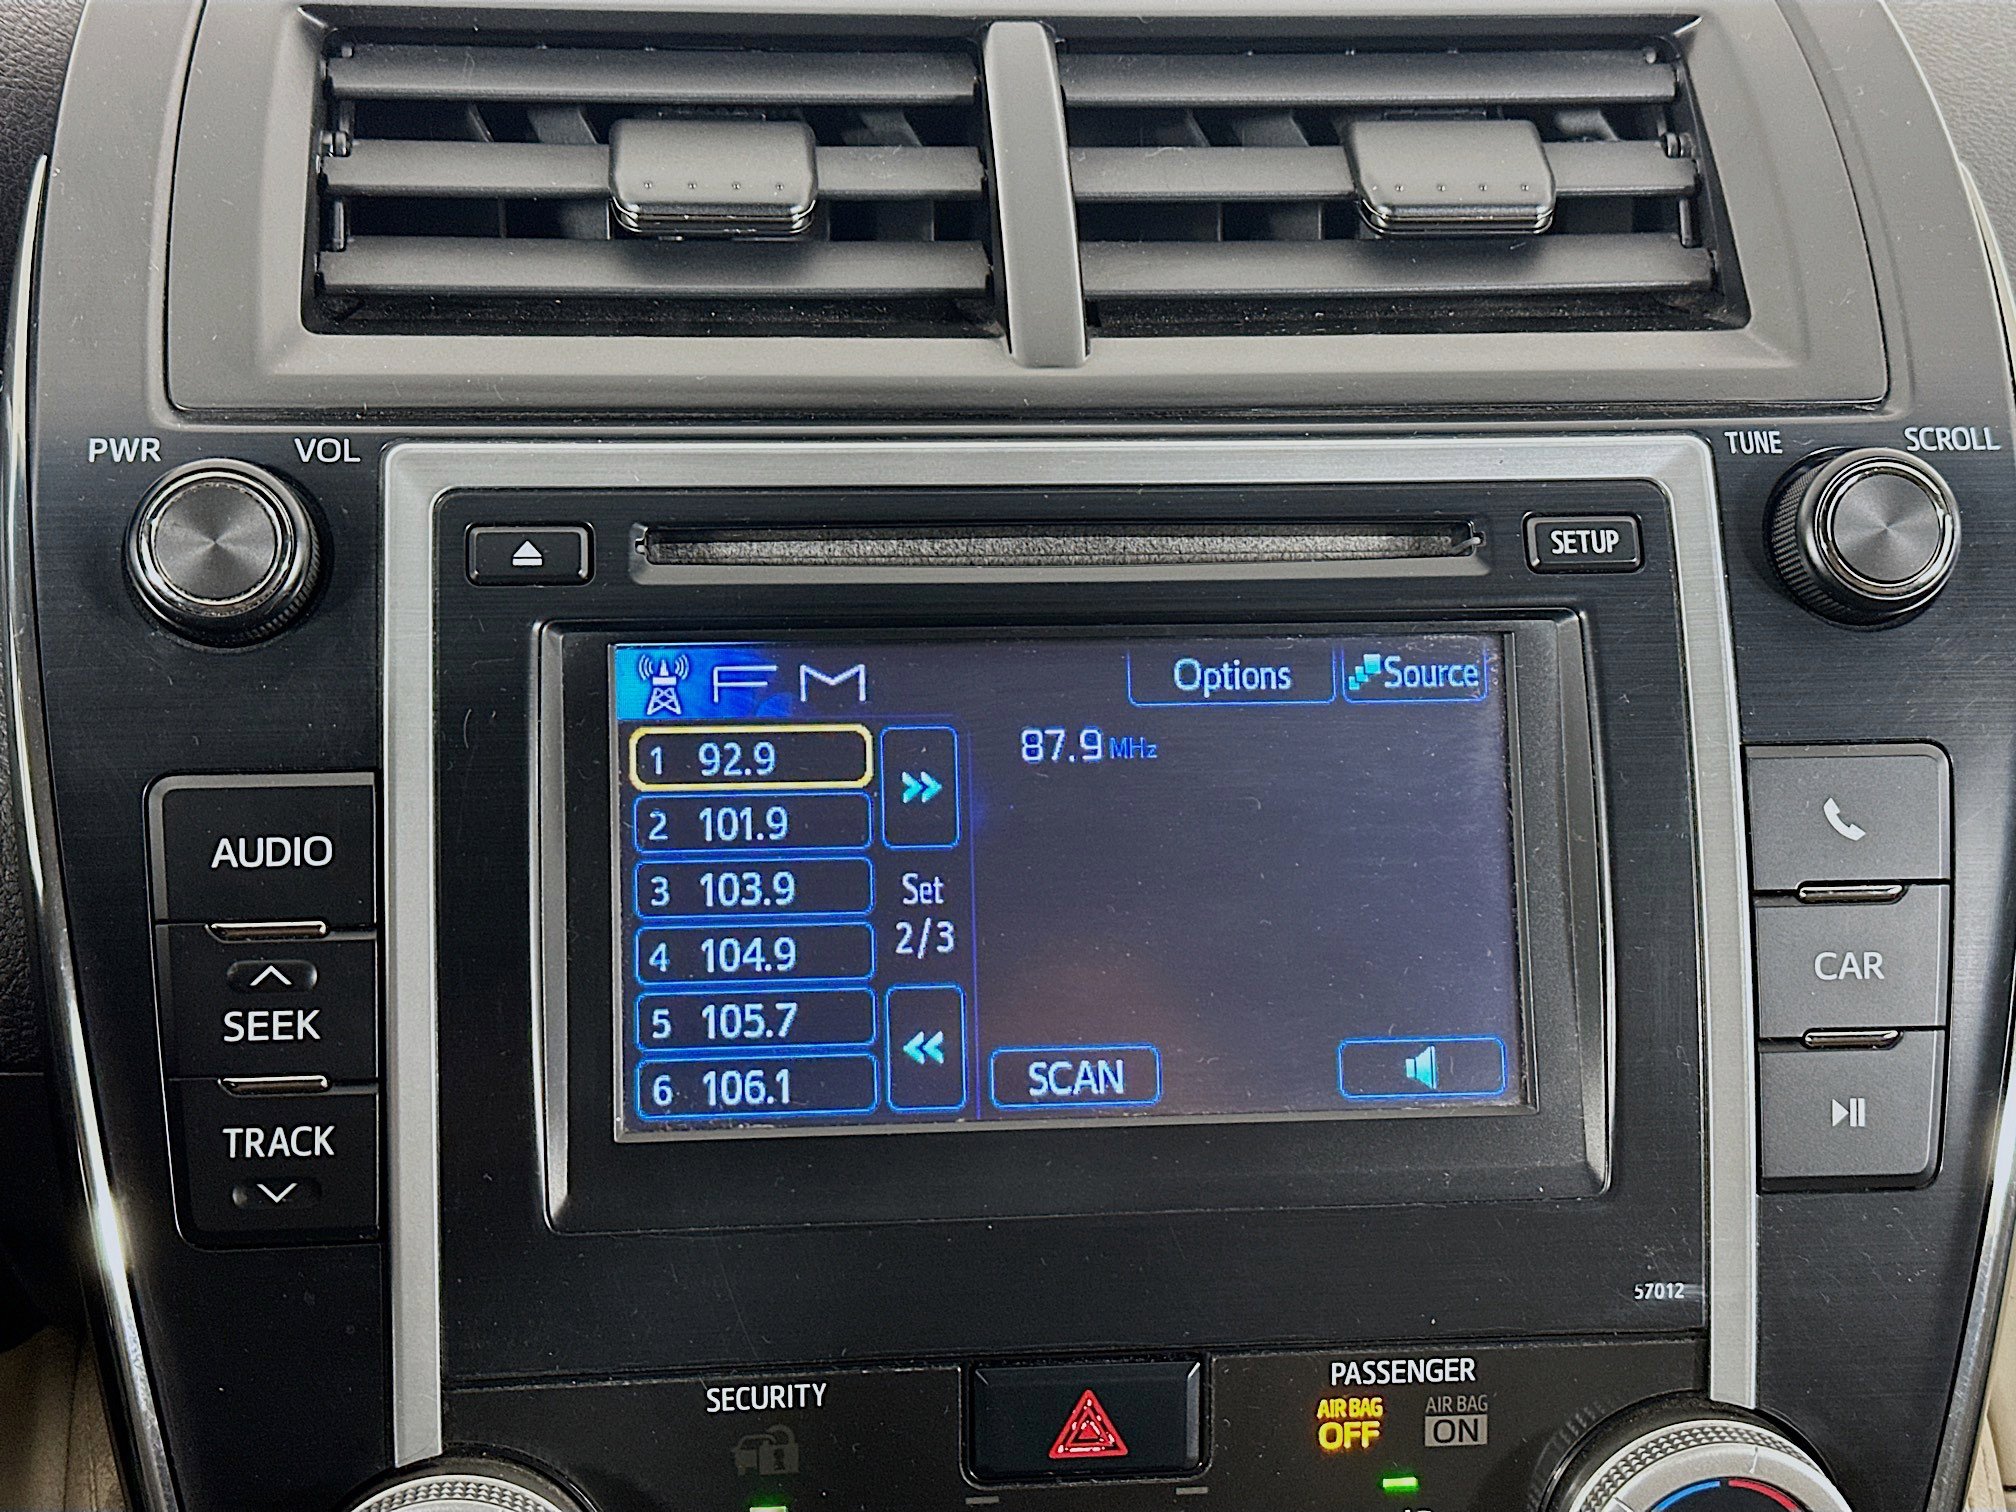 PWR VOL
TUNE SCROLL
SETUP
FM Options Source
1 92.9
87.9 MHz
2 101.9
3 103.9
Set
2/3
4 104.9
5 105.7
6 106.1
SCAN
AUDIO
SEEK
TRACK
CAR
57012
SECURITY
PASSENGER
AIR BAG
OFF
AIR BAG
ON